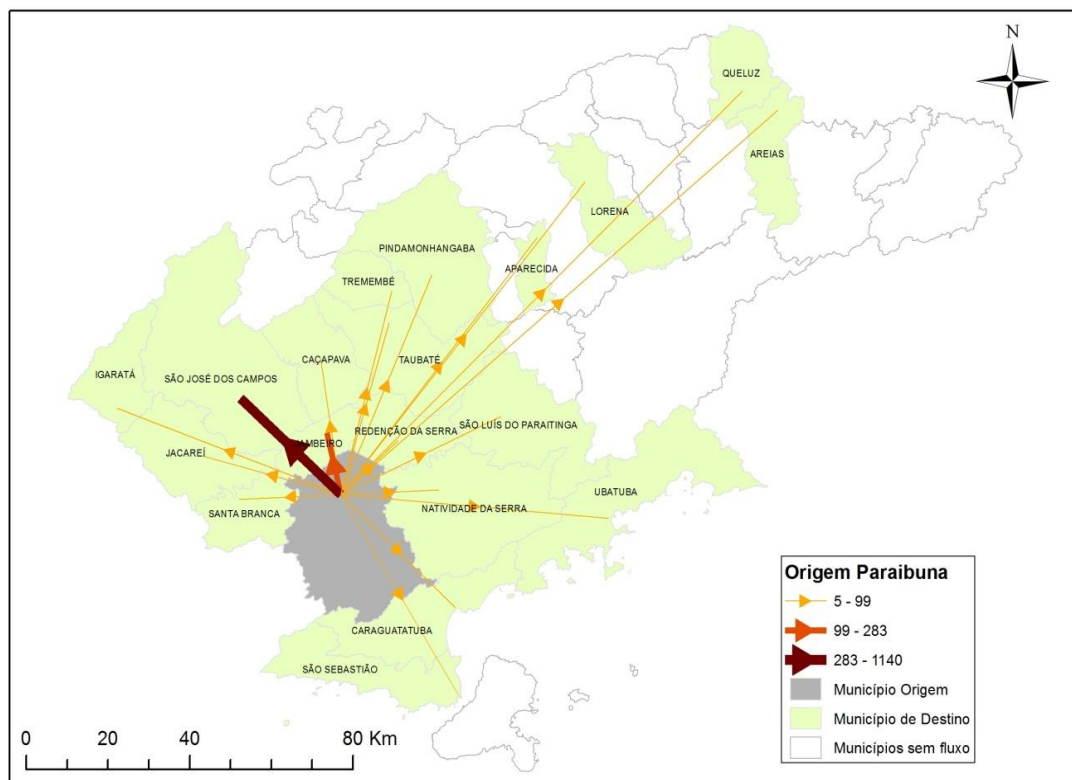 N
QUELUZ
AREIAS
LORENA
PINDAMONHANGABA
APARECIDA
TREMEMBÉ
CAÇAPAVA
TAUBATÉ
IGARATÁ
SÃO JOSÉ DOS CAMPOS
SÃO LUÍS DO PARAITINGA
REDENÇÃO DA SERRA
JAMBEIRO
JACAREÍ
UBATUBA
NATIVIDADE DA SERRA
SANTA BRANCA
CARAGUATATUBA
SÃO SEBASTIÃO
Origem Paraibuna
5 - 99
99 - 283
283 - 1140
Município Origem
Município de Destino
Municípios sem fluxo
0 20 40 80 Km